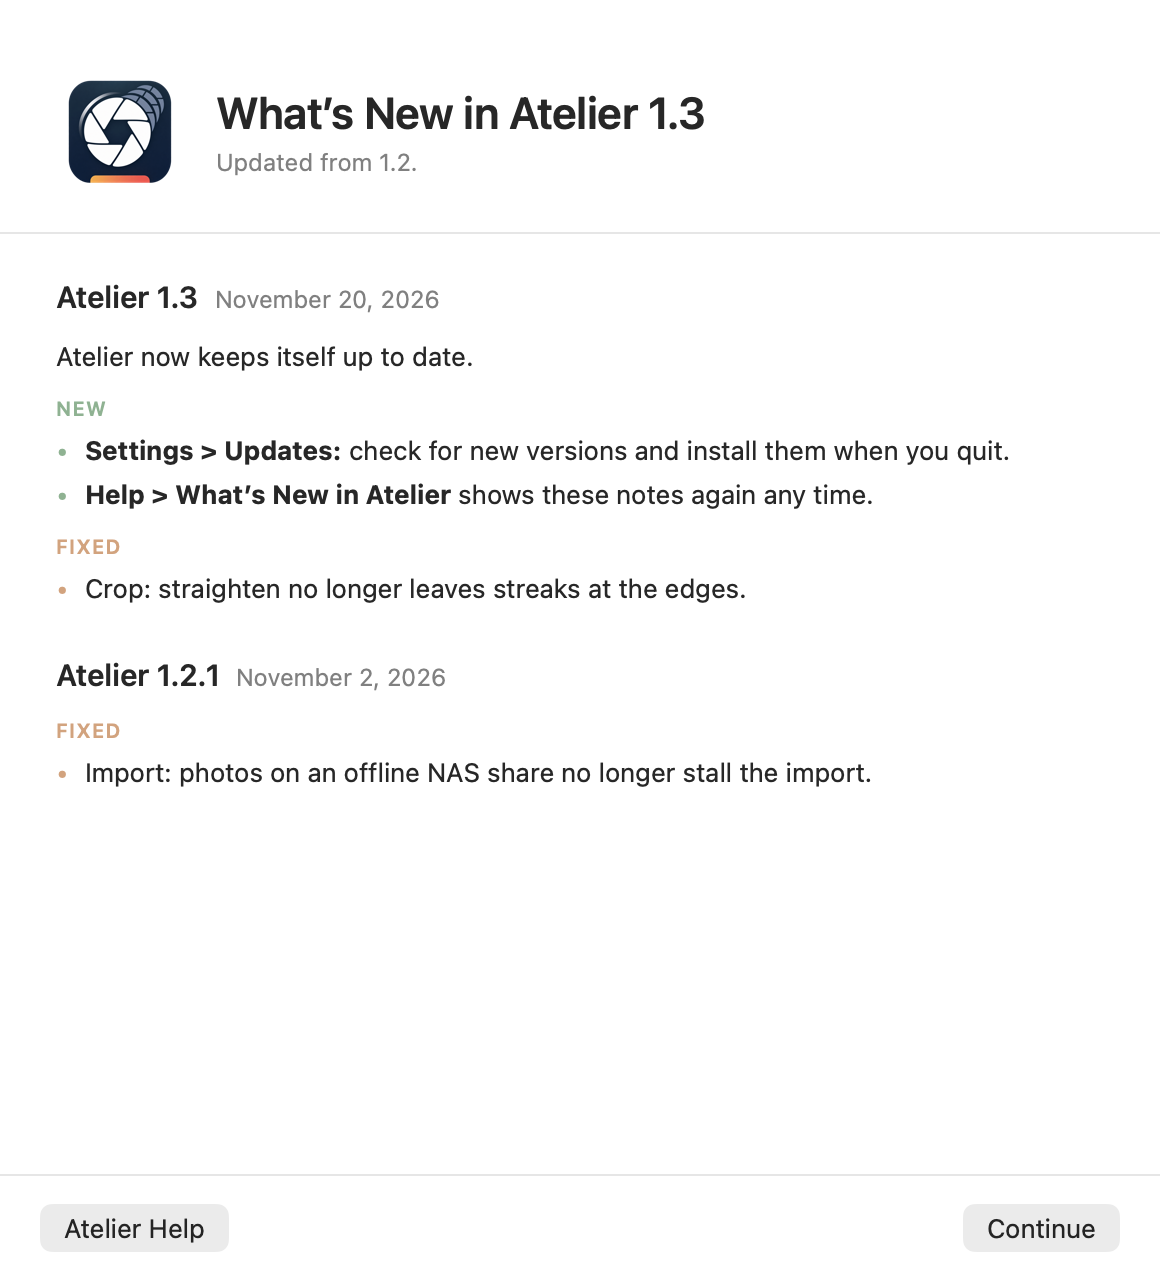 What’s New in Atelier 1.3
Updated from 1.2.
Atelier 1.3 November 20, 2026
Atelier now keeps itself up to date.
NEW
• Settings > Updates: check for new versions and install them when you quit.
• Help > What’s New in Atelier shows these notes again any time.
FIXED
• Crop: straighten no longer leaves streaks at the edges.
Atelier 1.2.1 November 2, 2026
FIXED
• Import: photos on an offline NAS share no longer stall the import.
Atelier Help
Continue